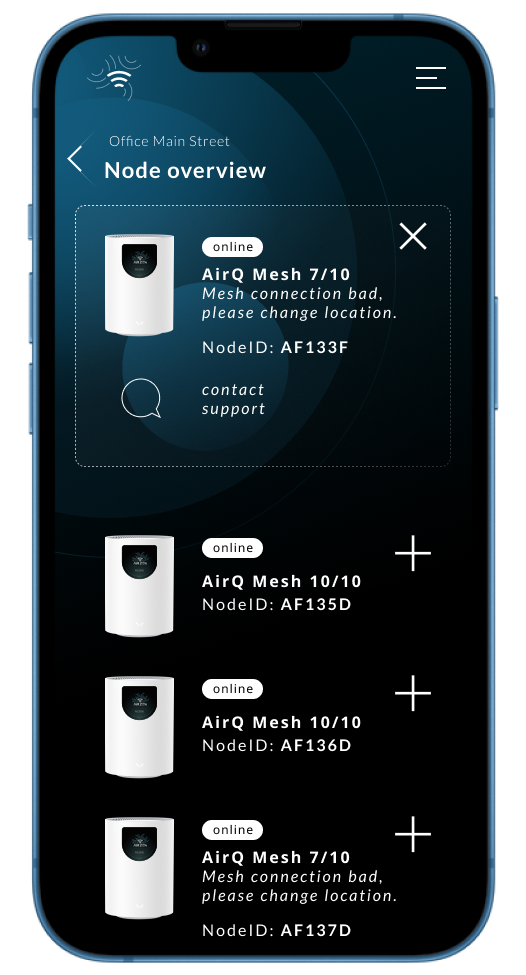 Office Main Street
Node overview
online
AirQ Mesh 7/10
Mesh connection bad,
please change location.
NodeID: AF133F
contact
support
online
AirQ Mesh 10/10
NodeID: AF135D
online
AirQ Mesh 10/10
NodeID: AF136D
online
AirQ Mesh 7/10
Mesh connection bad,
please change location.
NodeID: AF137D